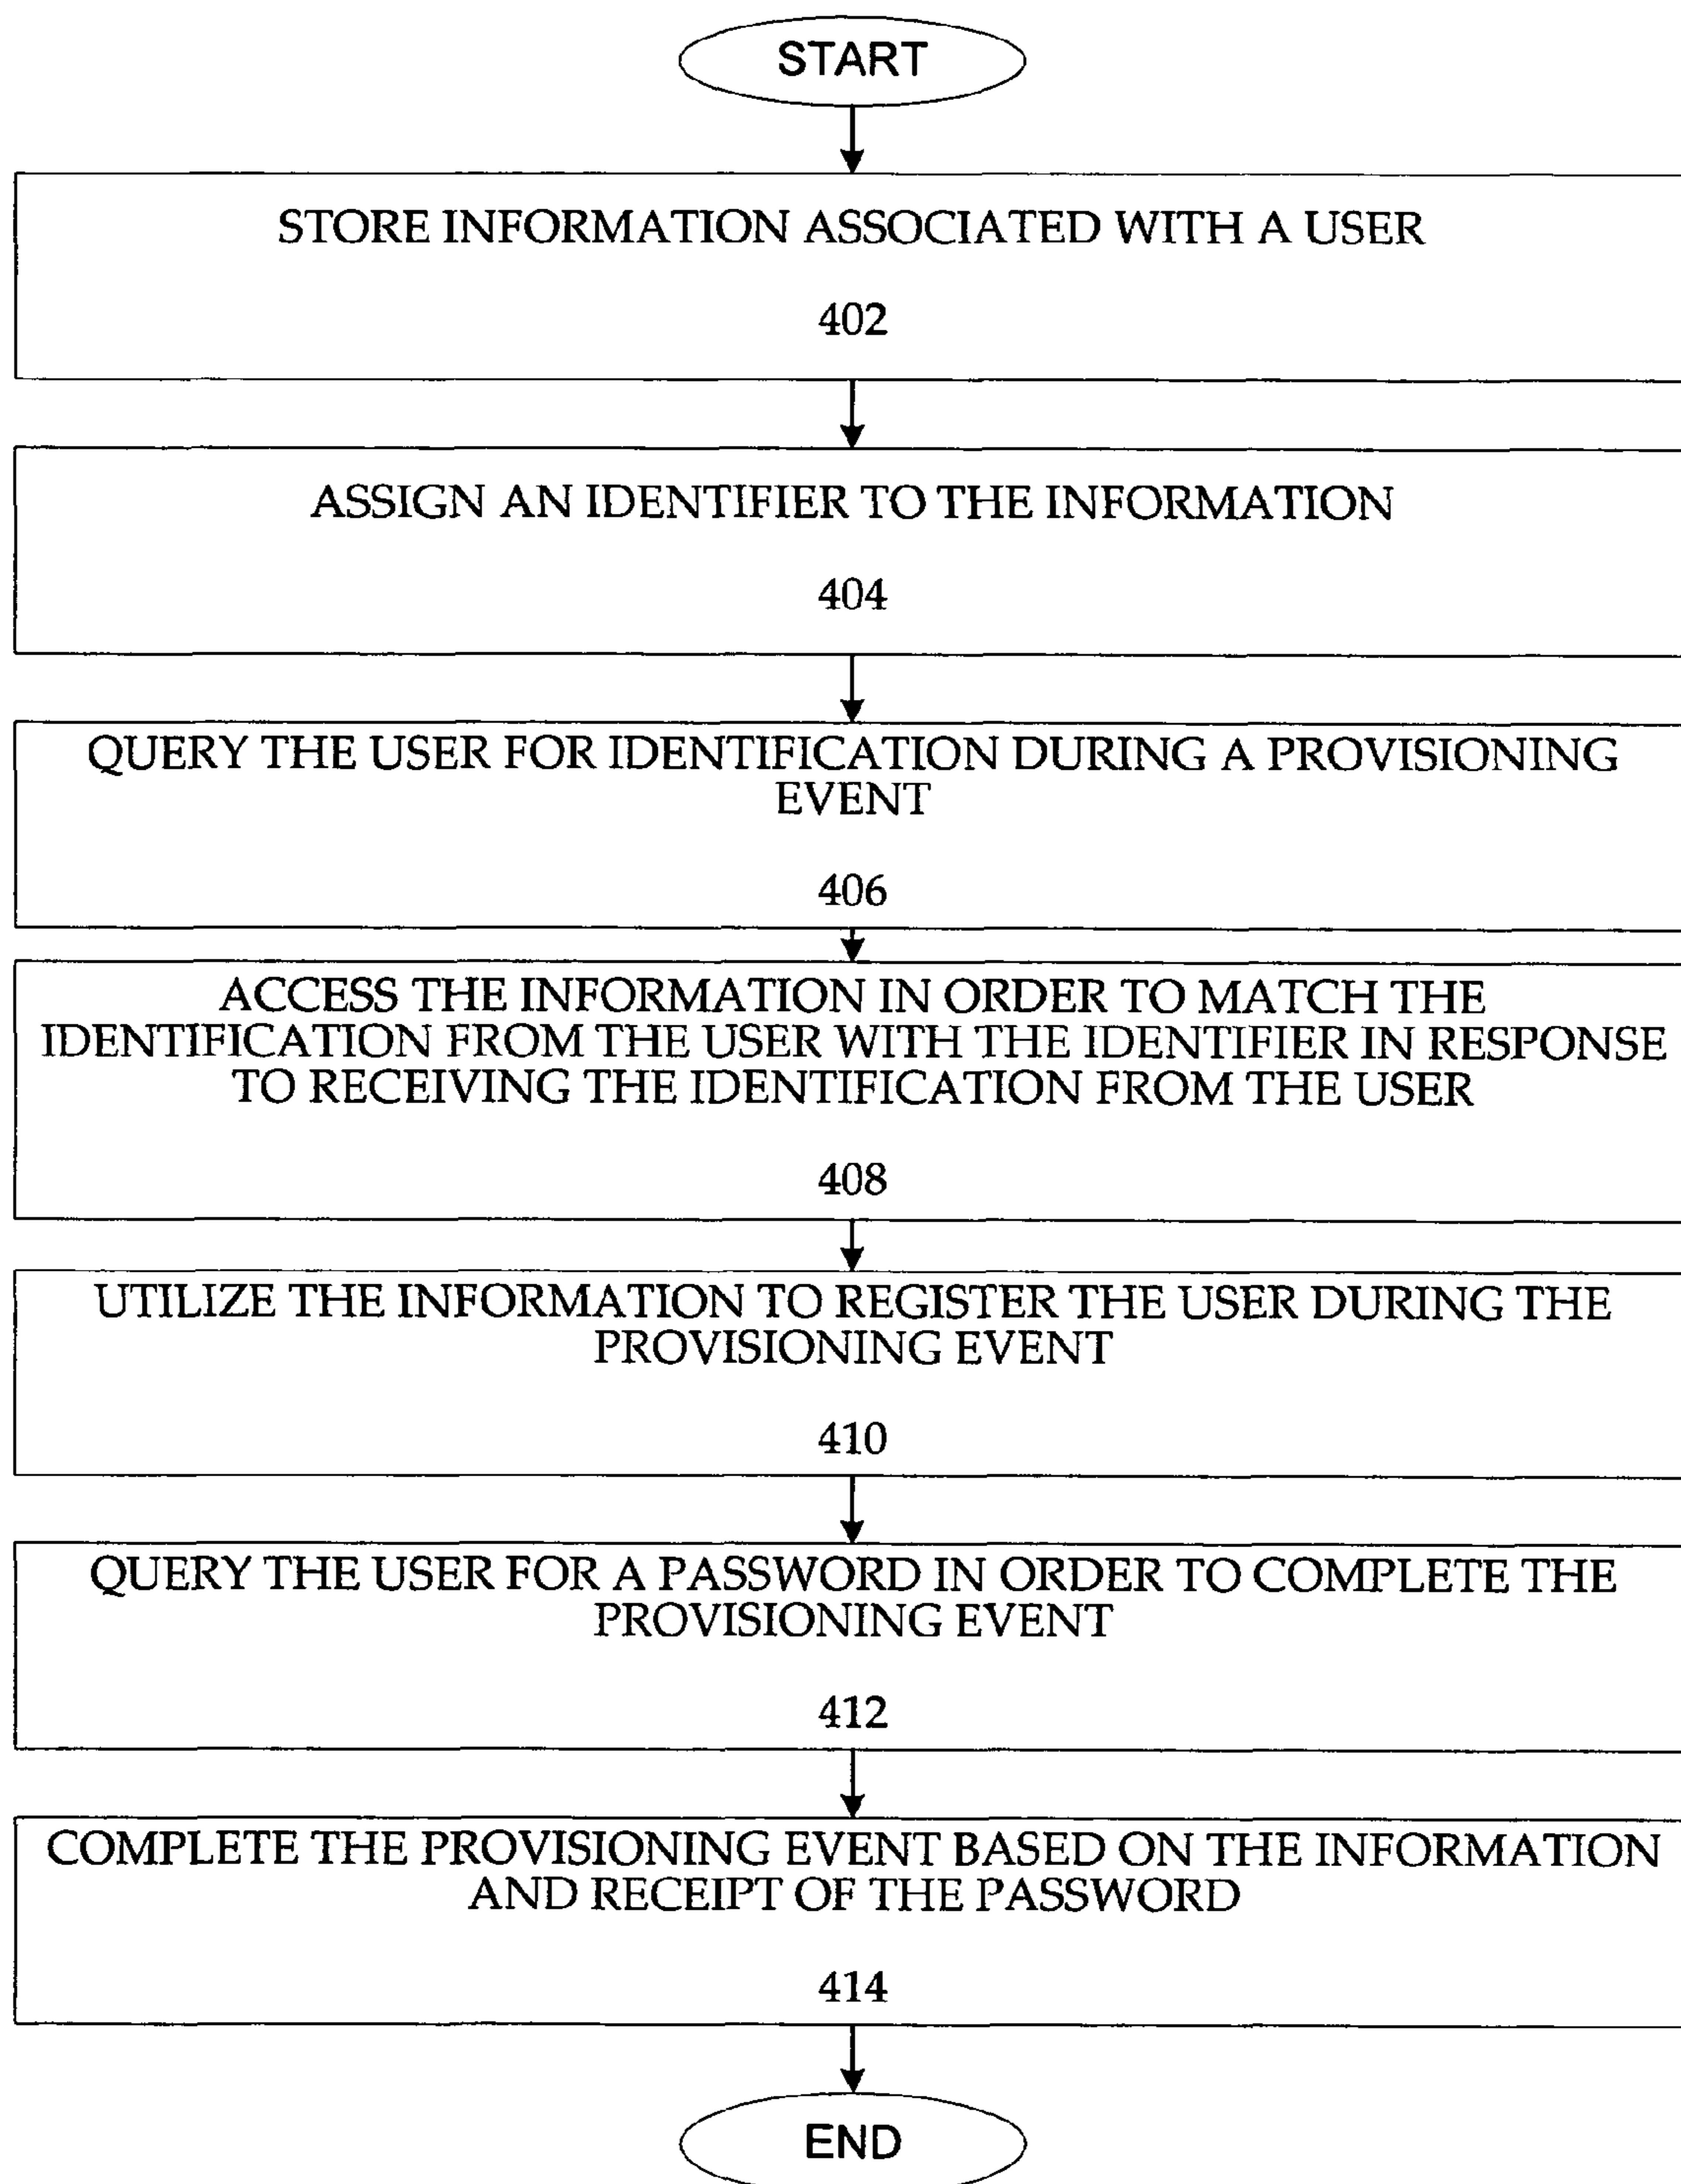 START
STORE INFORMATION ASSOCIATED WITH A USER
402
ASSIGN AN IDENTIFIER TO THE INFORMATION
404
QUERY THE USER FOR IDENTIFICATION DURING A PROVISIONING
EVENT
406
ACCESS THE INFORMATION IN ORDER TO MATCH THE
IDENTIFICATION FROM THE USER WITH THE IDENTIFIER IN RESPONSE
TO RECEIVING THE IDENTIFICATION FROM THE USER
408
UTILIZE THE INFORMATION TO REGISTER THE USER DURING THE
PROVISIONING EVENT
410
QUERY THE USER FOR A PASSWORD IN ORDER TO COMPLETE THE
PROVISIONING EVENT
412
COMPLETE THE PROVISIONING EVENT BASED ON THE INFORMATION
AND RECEIPT OF THE PASSWORD
414
END